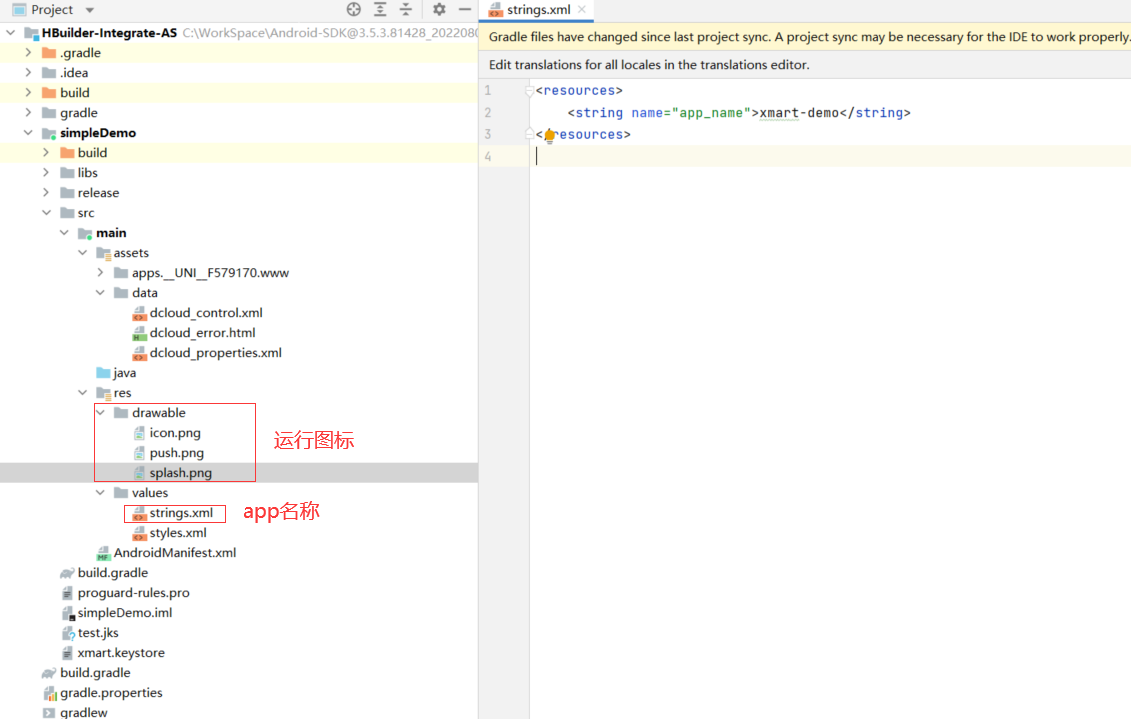 Project
HBuilder-Integrate-AS C:\WorkSpace\Android-SDK@3.5.3.81428_2022080
.gradle
.idea
build
gradle
simpleDemo
build
libs
release
src
main
assets
apps.__UNI__F579170.www
data
dcloud_control.xml
dcloud_error.html
dcloud_properties.xml
java
res
drawable
icon.png
push.png
splash.png
运行图标
values
strings.xml
app名称
styles.xml
AndroidManifest.xml
build.gradle
proguard-rules.pro
simpleDemo.iml
test.jks
xmart.keystore
build.gradle
gradle.properties
gradlew
strings.xml
Gradle files have changed since last project sync. A project sync may be necessary for the IDE to work properly.
Edit translations for all locales in the translations editor.
1 <resources>
2 <string name="app_name">xmart-demo</string>
3 </resources>
4